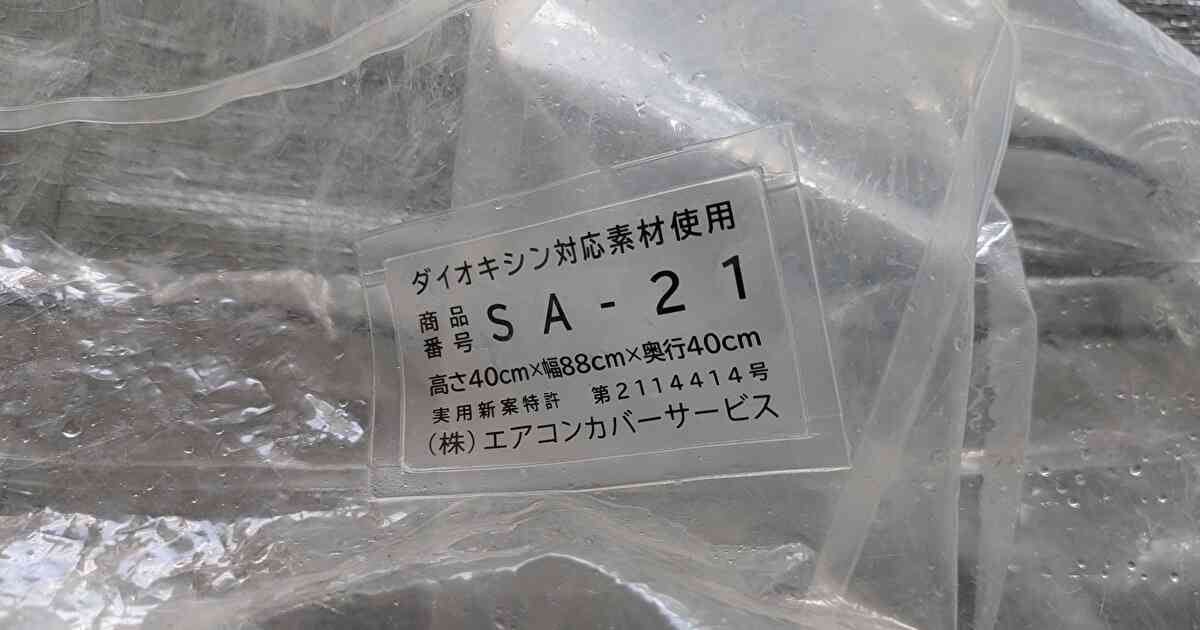 ダイオキシン対応素材使用
商品番号 SA-21
高さ40cm×幅88cm×奥行40cm
実用新案特許 第2114414号
(株)エアコンカバーサービス